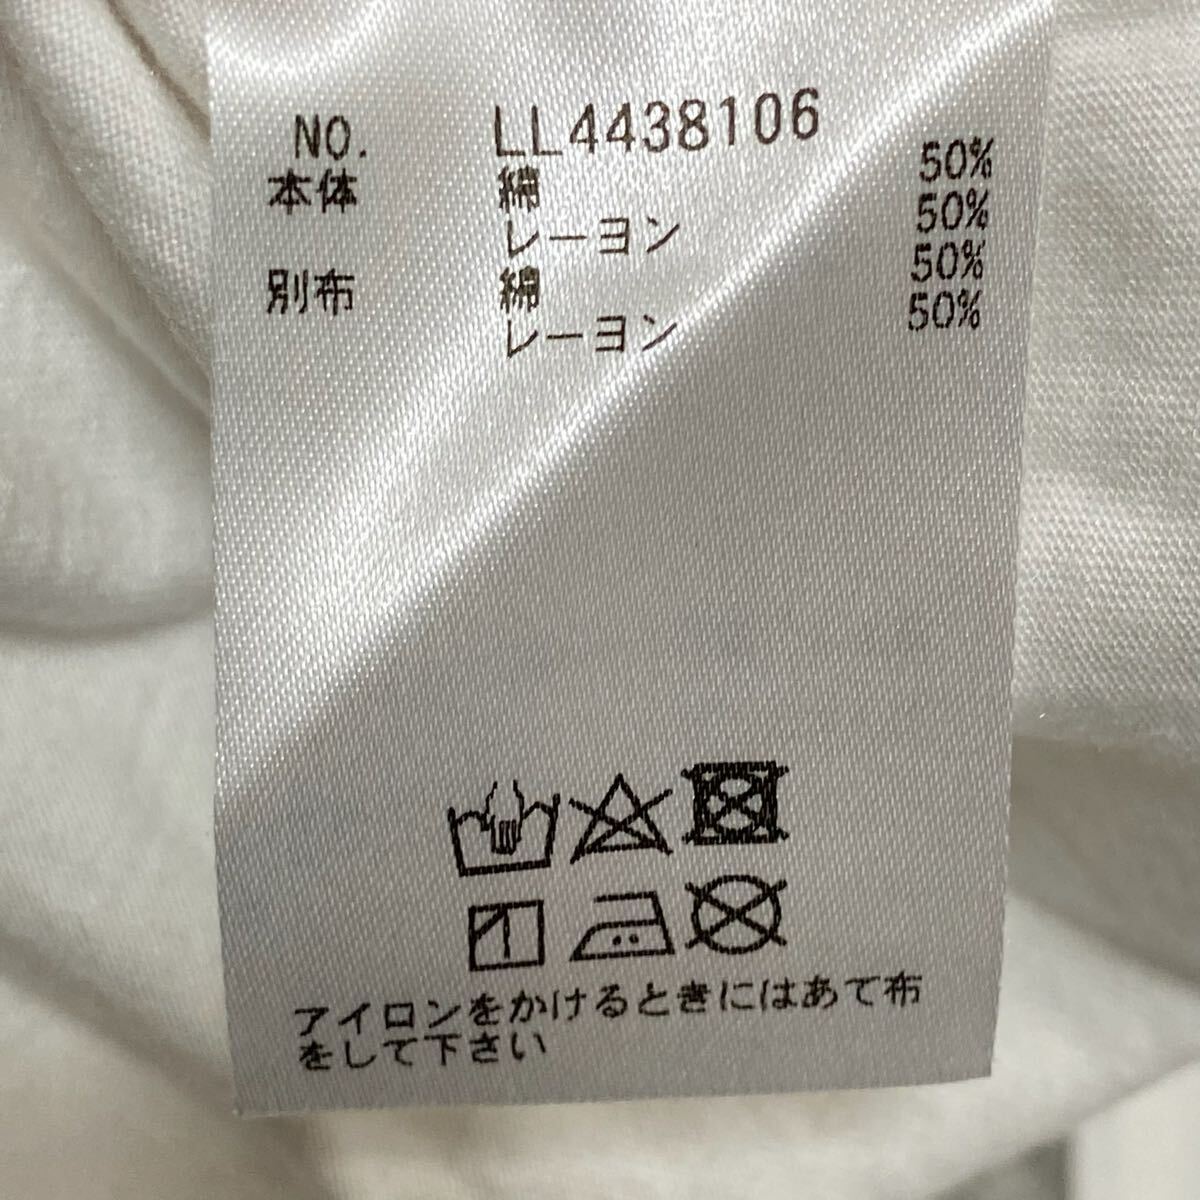 NO. LL4438106
本体 綿 50%
レーヨン 50%
別布 綿 50%
レーヨン 50%
アイロンをかけるときにはあて布
をして下さい